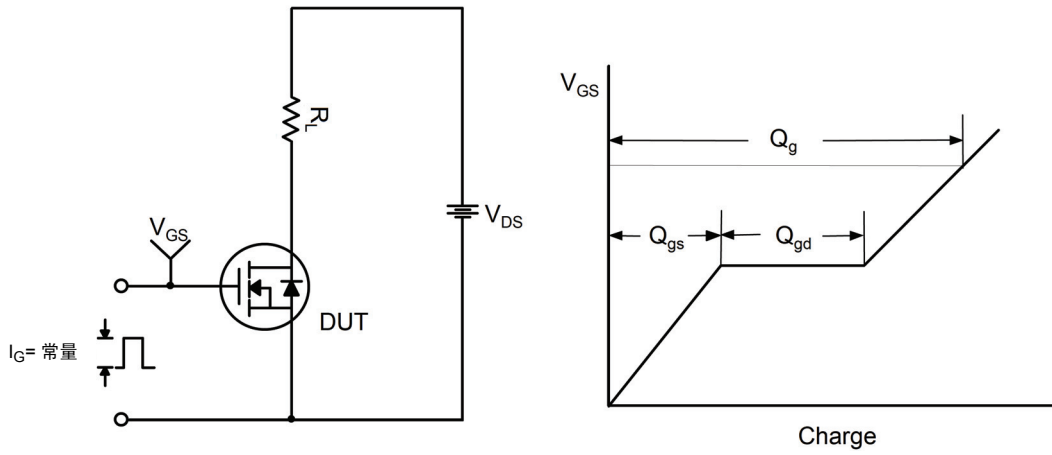 R_L
V_GS
V_DS
DUT
I_G= 常量
V_GS
Q_g
Q_gs
Q_gd
Charge